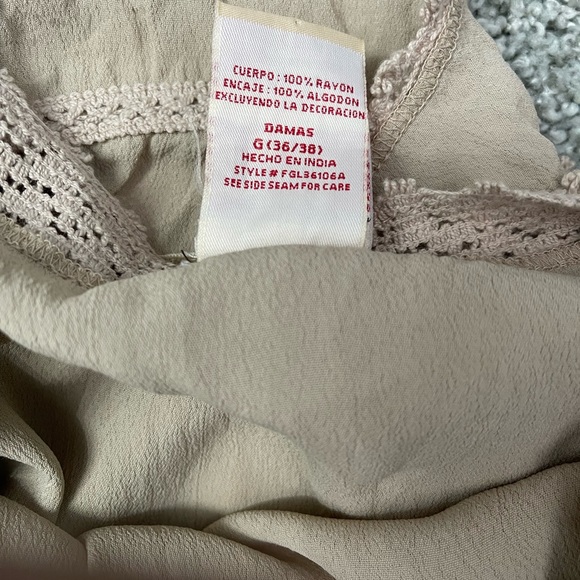 CUERPO : 100% RAYON
ENCAJE : 100% ALGODON
EXCLUYENDO LA DECORACION
DAMAS
G (36/38)
HECHO EN INDIA
STYLE # FGL36106A
SEE SIDE SEAM FOR CARE